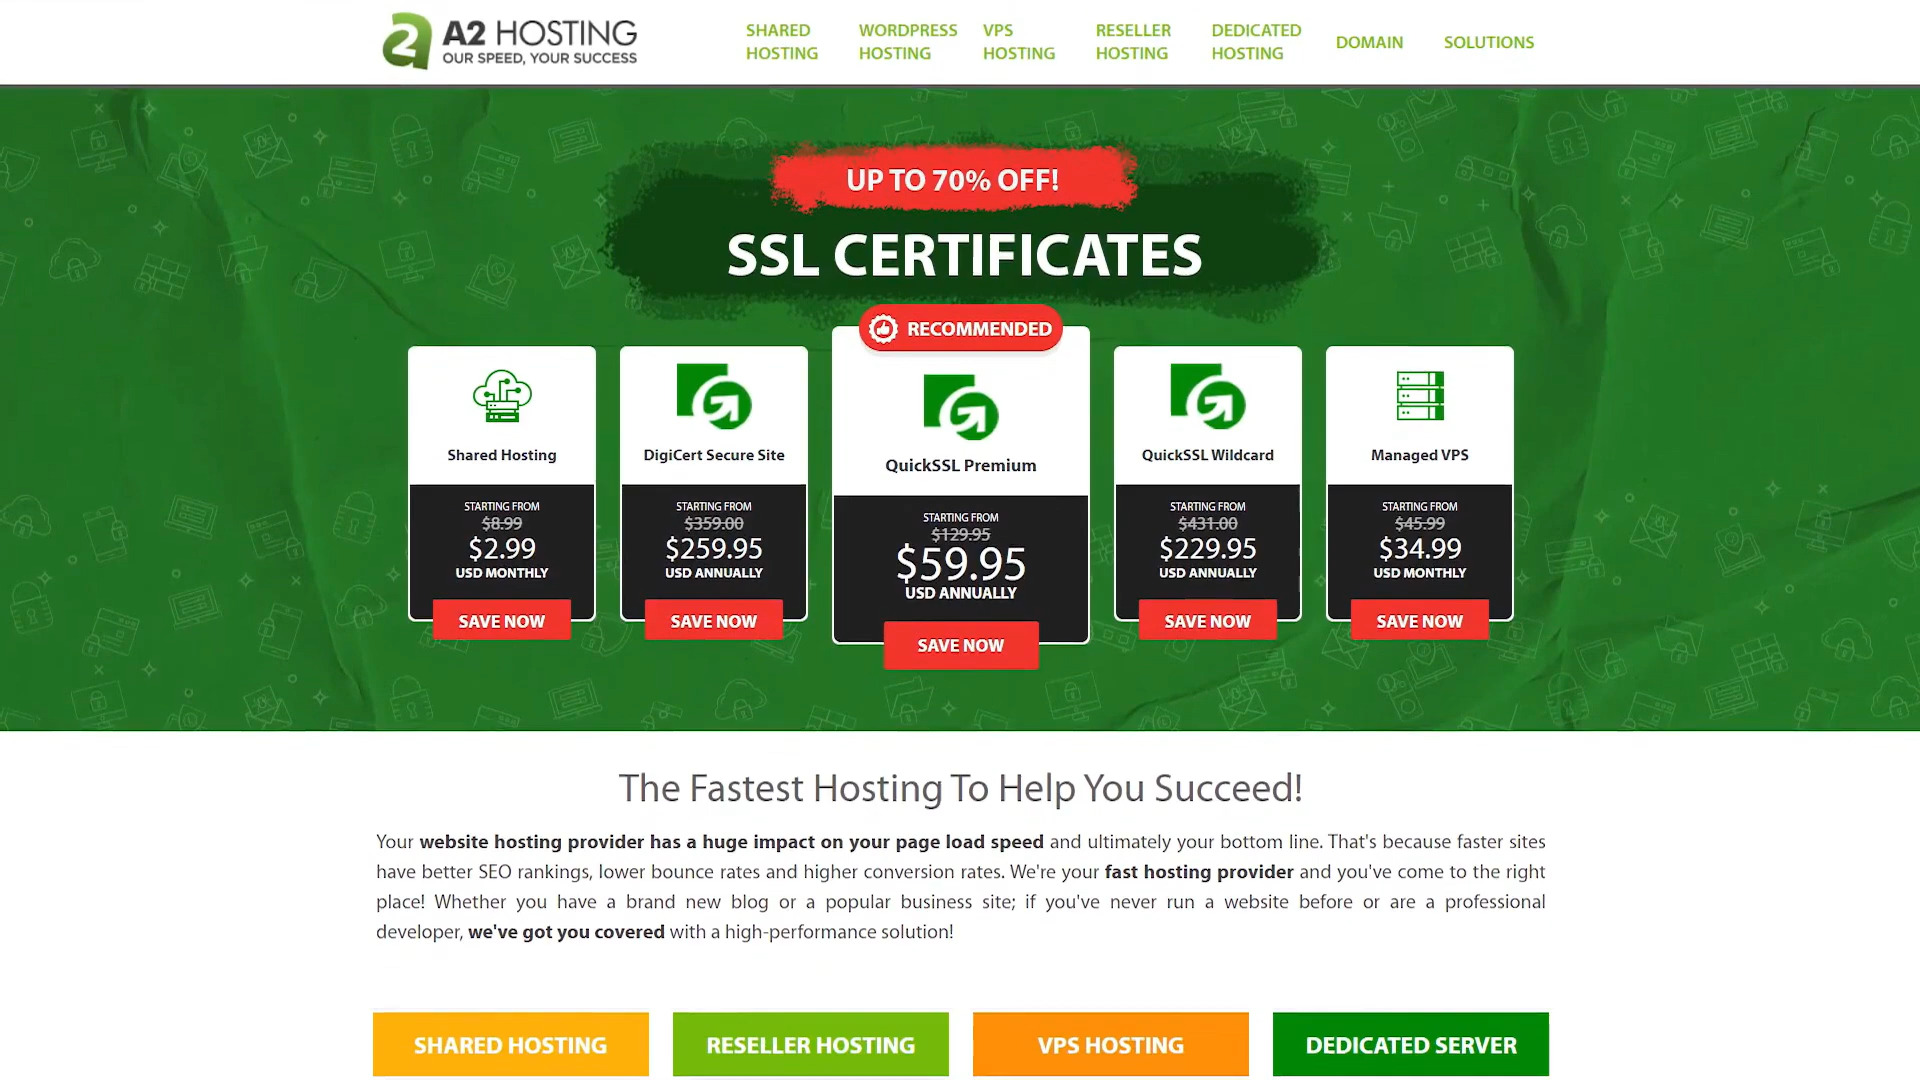 A2 HOSTING
OUR SPEED, YOUR SUCCESS
SHARED HOSTING
WORDPRESS HOSTING
VPS HOSTING
RESELLER HOSTING
DEDICATED HOSTING
DOMAIN
SOLUTIONS
UP TO 70% OFF!
SSL CERTIFICATES
Shared Hosting
STARTING FROM
$8.99
$2.99
USD MONTHLY
SAVE NOW
DigiCert Secure Site
STARTING FROM
$359.00
$259.95
USD ANNUALLY
SAVE NOW
RECOMMENDED
QuickSSL Premium
STARTING FROM
$129.95
$59.95
USD ANNUALLY
SAVE NOW
QuickSSL Wildcard
STARTING FROM
$431.00
$229.95
USD ANNUALLY
SAVE NOW
Managed VPS
STARTING FROM
$45.99
$34.99
USD MONTHLY
SAVE NOW
The Fastest Hosting To Help You Succeed!
Your website hosting provider has a huge impact on your page load speed and ultimately your bottom line. That's because faster sites
have better SEO rankings, lower bounce rates and higher conversion rates. We're your fast hosting provider and you've come to the right
place! Whether you have a brand new blog or a popular business site; if you've never run a website before or are a professional
developer, we've got you covered with a high-performance solution!
SHARED HOSTING
RESELLER HOSTING
VPS HOSTING
DEDICATED SERVER